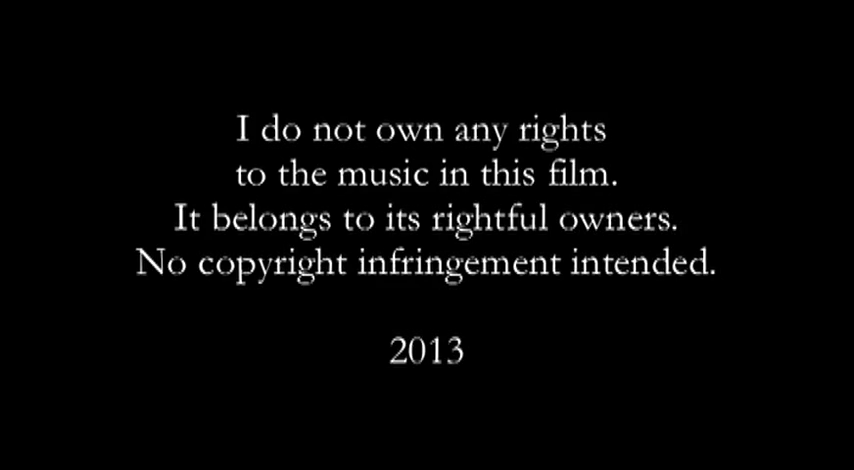 I do not own any rights
to the music in this film.
It belongs to its rightful owners.
No copyright infringement intended.
2013